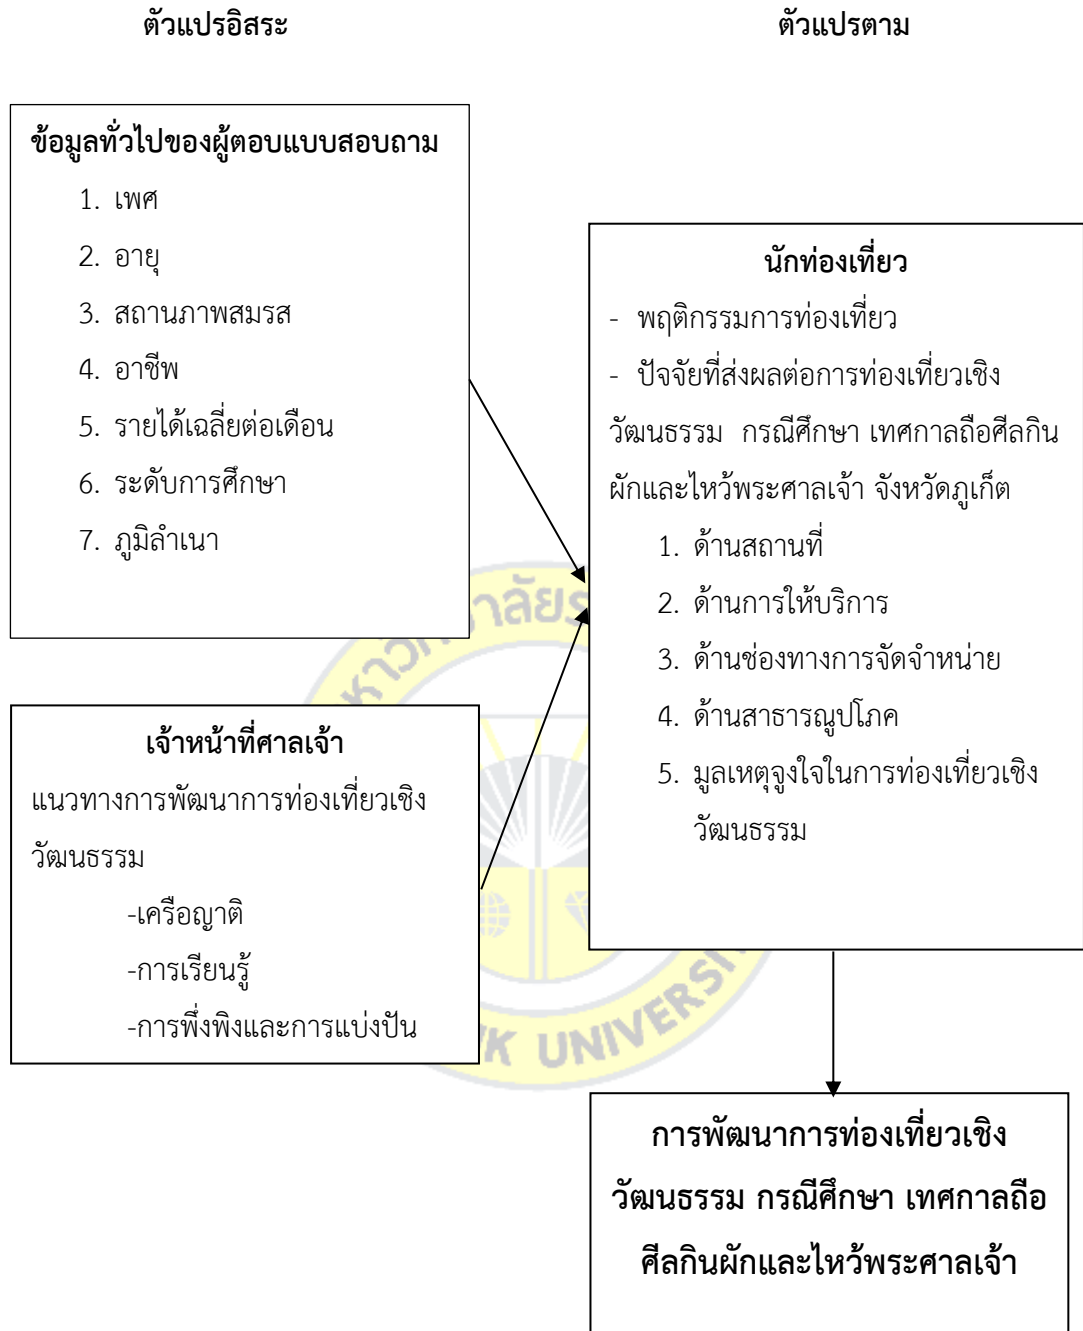 ตัวแปรอิสระ
ตัวแปรตาม
ข้อมูลทั่วไปของผู้ตอบแบบสอบถาม
1. เพศ
2. อายุ
3. สถานภาพสมรส
4. อาชีพ
5. รายได้เฉลี่ยต่อเดือน
6. ระดับการศึกษา
7. ภูมิลำเนา
เจ้าหน้าที่ศาลเจ้า
แนวทางการพัฒนาการท่องเที่ยวเชิง
วัฒนธรรม
-เครือญาติ
-การเรียนรู้
-การพึ่งพิงและการแบ่งปัน
นักท่องเที่ยว
- พฤติกรรมการท่องเที่ยว
- ปัจจัยที่ส่งผลต่อการท่องเที่ยวเชิง
วัฒนธรรม กรณีศึกษา เทศกาลถือศีลกิน
ผักและไหว้พระศาลเจ้า จังหวัดภูเก็ต
1. ด้านสถานที่
2. ด้านการให้บริการ
3. ด้านช่องทางการจัดจำหน่าย
4. ด้านสาธารณูปโภค
5. มูลเหตุจูงใจในการท่องเที่ยวเชิง
วัฒนธรรม
การพัฒนาการท่องเที่ยวเชิง
วัฒนธรรม กรณีศึกษา เทศกาลถือ
ศีลกินผักและไหว้พระศาลเจ้า